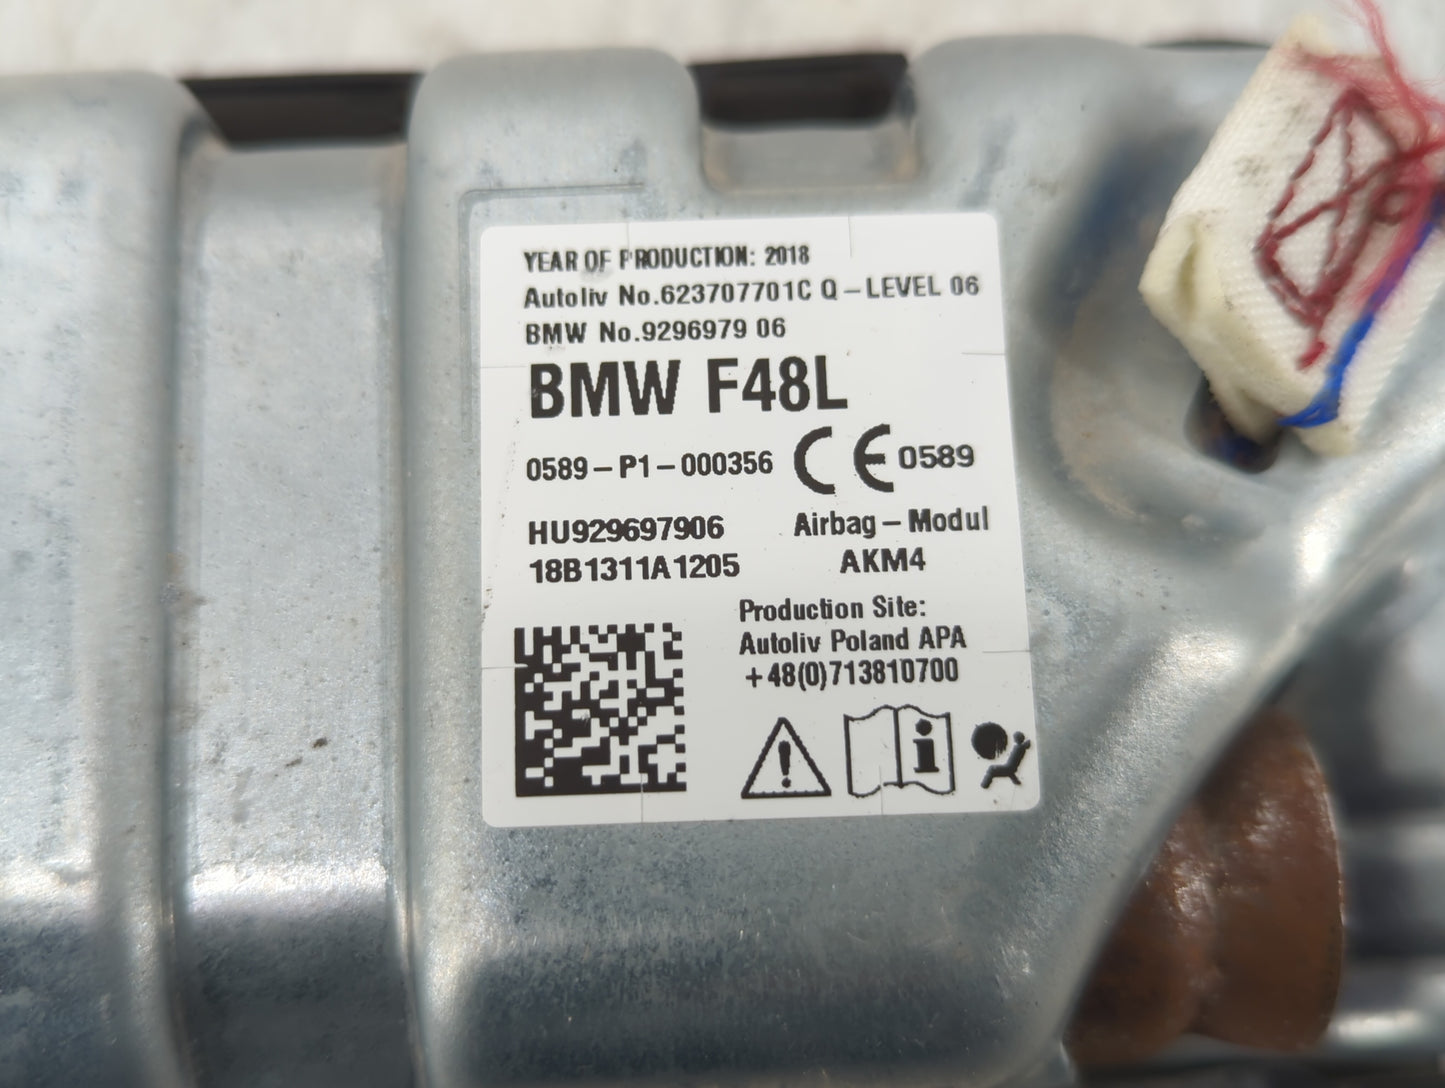 YEAR OF PRODUCTION: 2018
Autoliv No.623707701C Q-LEVEL 06
BMW No.9296979 06
BMW F48L
0589-P1-000356 CE 0589
HU929697906 Airbag-Modul
18B1311A1205 AKM4
Production Site:
Autoliv Poland APA
+48(0)713810700